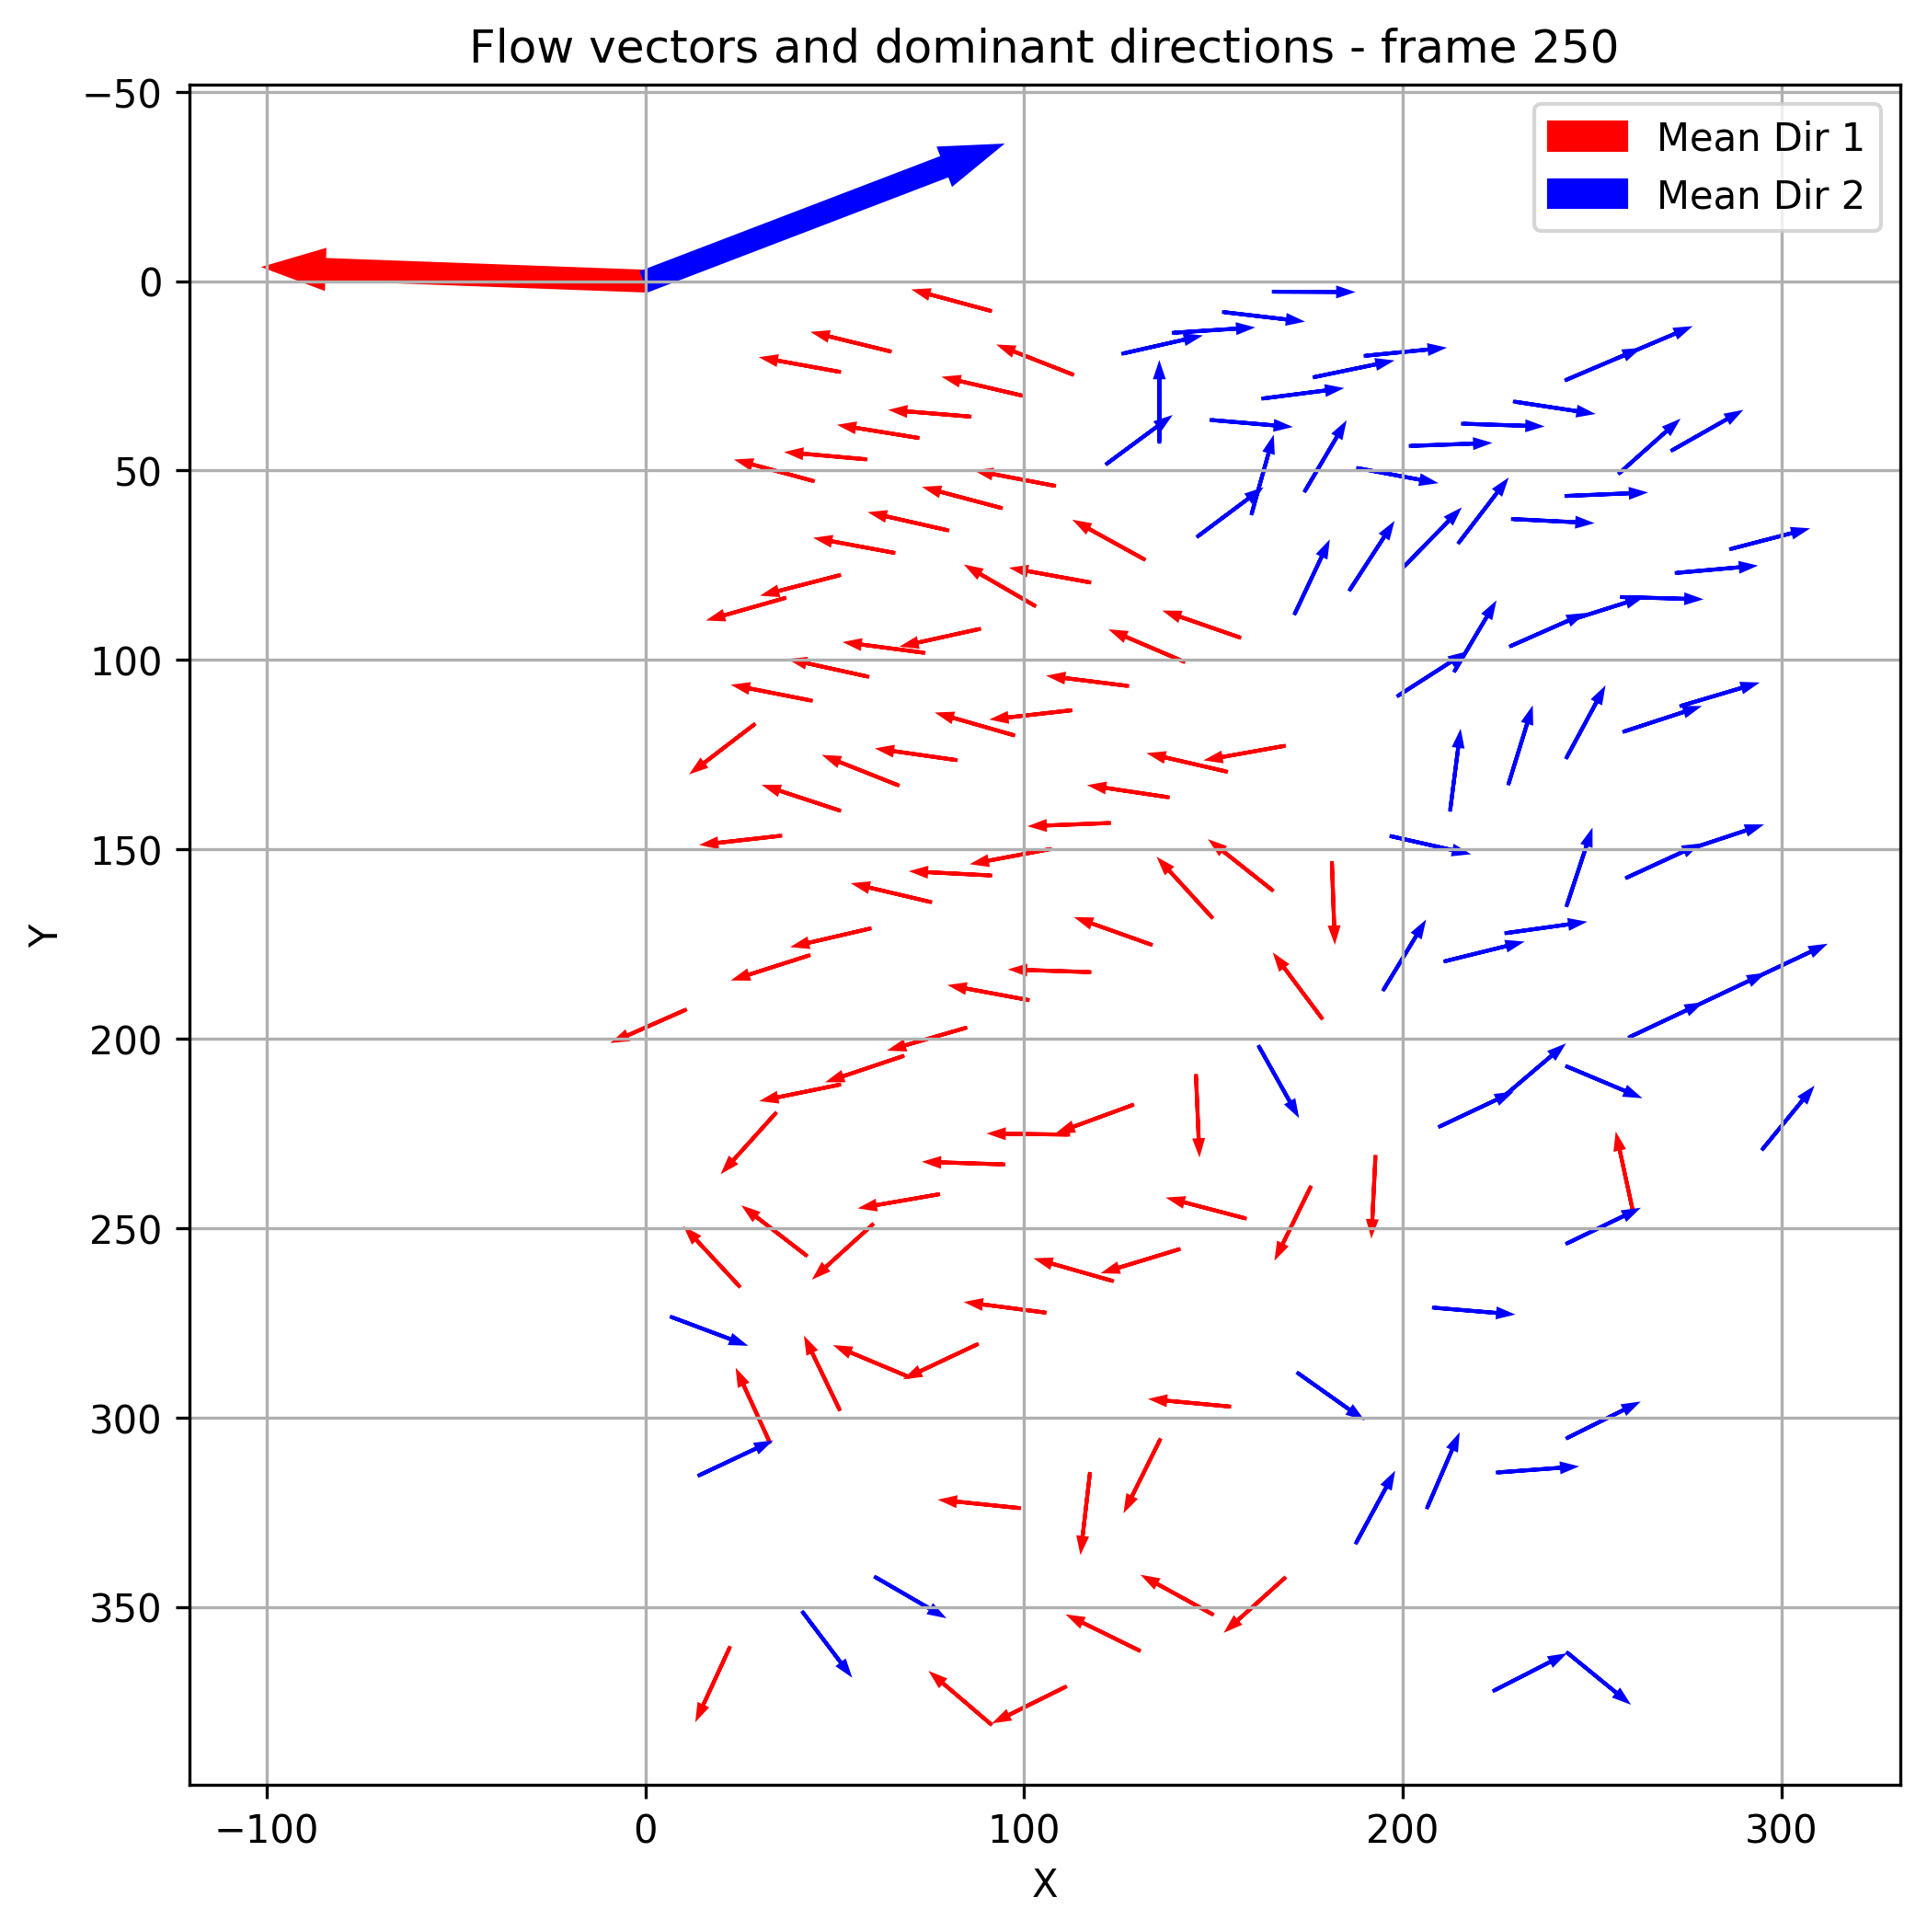 Flow vectors and dominant directions - frame 250
Mean Dir 1
Mean Dir 2
−50
0
50
100
150
200
250
300
350
Y
−100
0
100
200
300
X